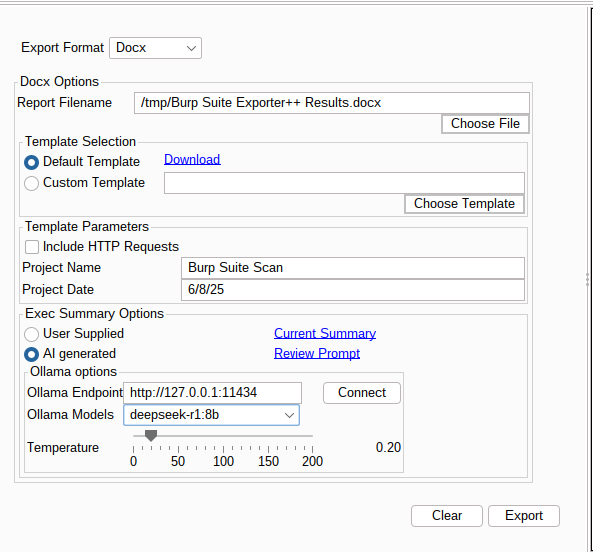 Export Format Docx
Docx Options
Report Filename /tmp/Burp Suite Exporter++ Results.docx
Choose File
Template Selection
Default Template Download
Custom Template
Choose Template
Template Parameters
Include HTTP Requests
Project Name Burp Suite Scan
Project Date 6/8/25
Exec Summary Options
User Supplied Current Summary
AI generated Review Prompt
Ollama options
Ollama Endpoint http://127.0.0.1:11434 Connect
Ollama Models deepseek-r1:8b
Temperature 0.20
0 50 100 150 200
Clear Export